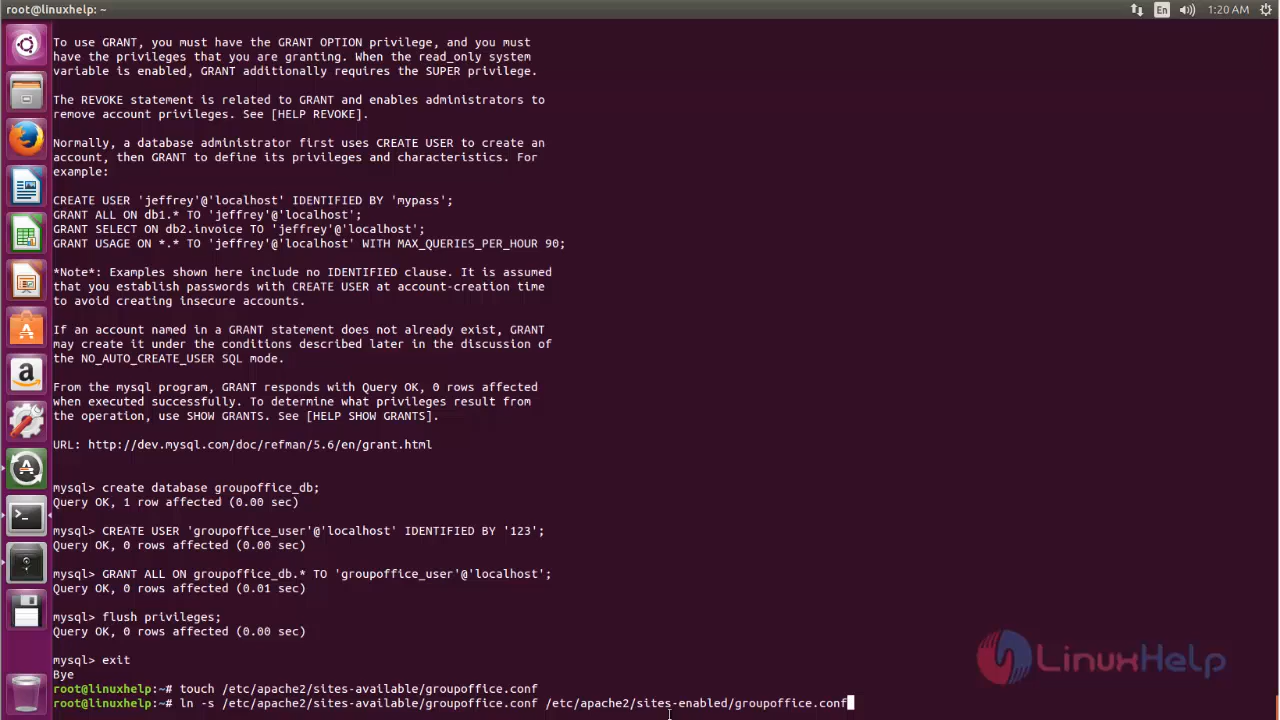 root@linuxhelp: ~
En
1:20 AM
To use GRANT, you must have the GRANT OPTION privilege, and you must
have the privileges that you are granting. When the read_only system
variable is enabled, GRANT additionally requires the SUPER privilege.
The REVOKE statement is related to GRANT and enables administrators to
remove account privileges. See [HELP REVOKE].
Normally, a database administrator first uses CREATE USER to create an
account, then GRANT to define its privileges and characteristics. For
example:
CREATE USER 'jeffrey'@'localhost' IDENTIFIED BY 'mypass';
GRANT ALL ON db1.* TO 'jeffrey'@'localhost';
GRANT SELECT ON db2.invoice TO 'jeffrey'@'localhost';
GRANT USAGE ON *.* TO 'jeffrey'@'localhost' WITH MAX_QUERIES_PER_HOUR 90;
*Note*: Examples shown here include no IDENTIFIED clause. It is assumed
that you establish passwords with CREATE USER at account-creation time
to avoid creating insecure accounts.
If an account named in a GRANT statement does not already exist, GRANT
may create it under the conditions described later in the discussion of
the NO_AUTO_CREATE_USER SQL mode.
From the mysql program, GRANT responds with Query OK, 0 rows affected
when executed successfully. To determine what privileges result from
the operation, use SHOW GRANTS. See [HELP SHOW GRANTS].
URL: http://dev.mysql.com/doc/refman/5.6/en/grant.html
mysql> create database groupoffice_db;
Query OK, 1 row affected (0.00 sec)
mysql> CREATE USER 'groupoffice_user'@'localhost' IDENTIFIED BY '123';
Query OK, 0 rows affected (0.00 sec)
mysql> GRANT ALL ON groupoffice_db.* TO 'groupoffice_user'@'localhost';
Query OK, 0 rows affected (0.01 sec)
mysql> flush privileges;
Query OK, 0 rows affected (0.00 sec)
mysql> exit
Bye
root@linuxhelp:~# touch /etc/apache2/sites-available/groupoffice.conf
root@linuxhelp:~# ln -s /etc/apache2/sites-available/groupoffice.conf /etc/apache2/sites-enabled/groupoffice.conf
LinuxHelp